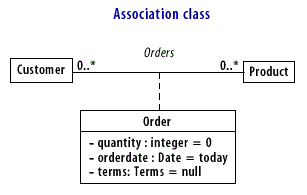 Association class
Orders
Customer 0..* 0..* Product
Order
- quantity : integer = 0
- orderdate : Date = today
- terms: Terms = null